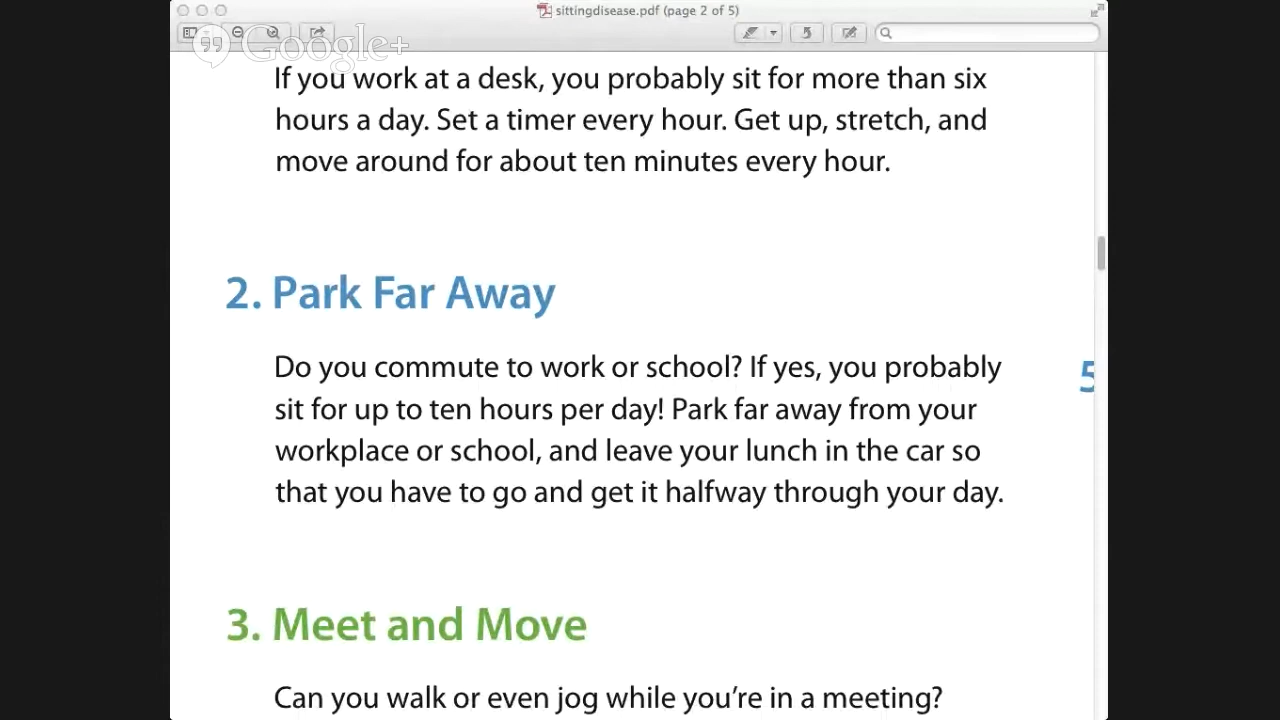 sittingdisease.pdf (page 2 of 5)
Google+
If you work at a desk, you probably sit for more than six
hours a day. Set a timer every hour. Get up, stretch, and
move around for about ten minutes every hour.
2. Park Far Away
Do you commute to work or school? If yes, you probably
sit for up to ten hours per day! Park far away from your
workplace or school, and leave your lunch in the car so
that you have to go and get it halfway through your day.
5
3. Meet and Move
Can you walk or even jog while you're in a meeting?